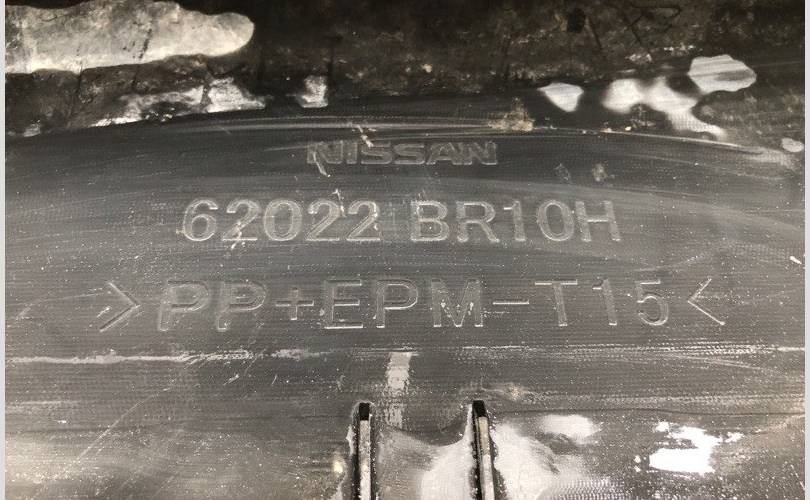 NISSAN
62022 BR10H
>PP+EPM-T15<